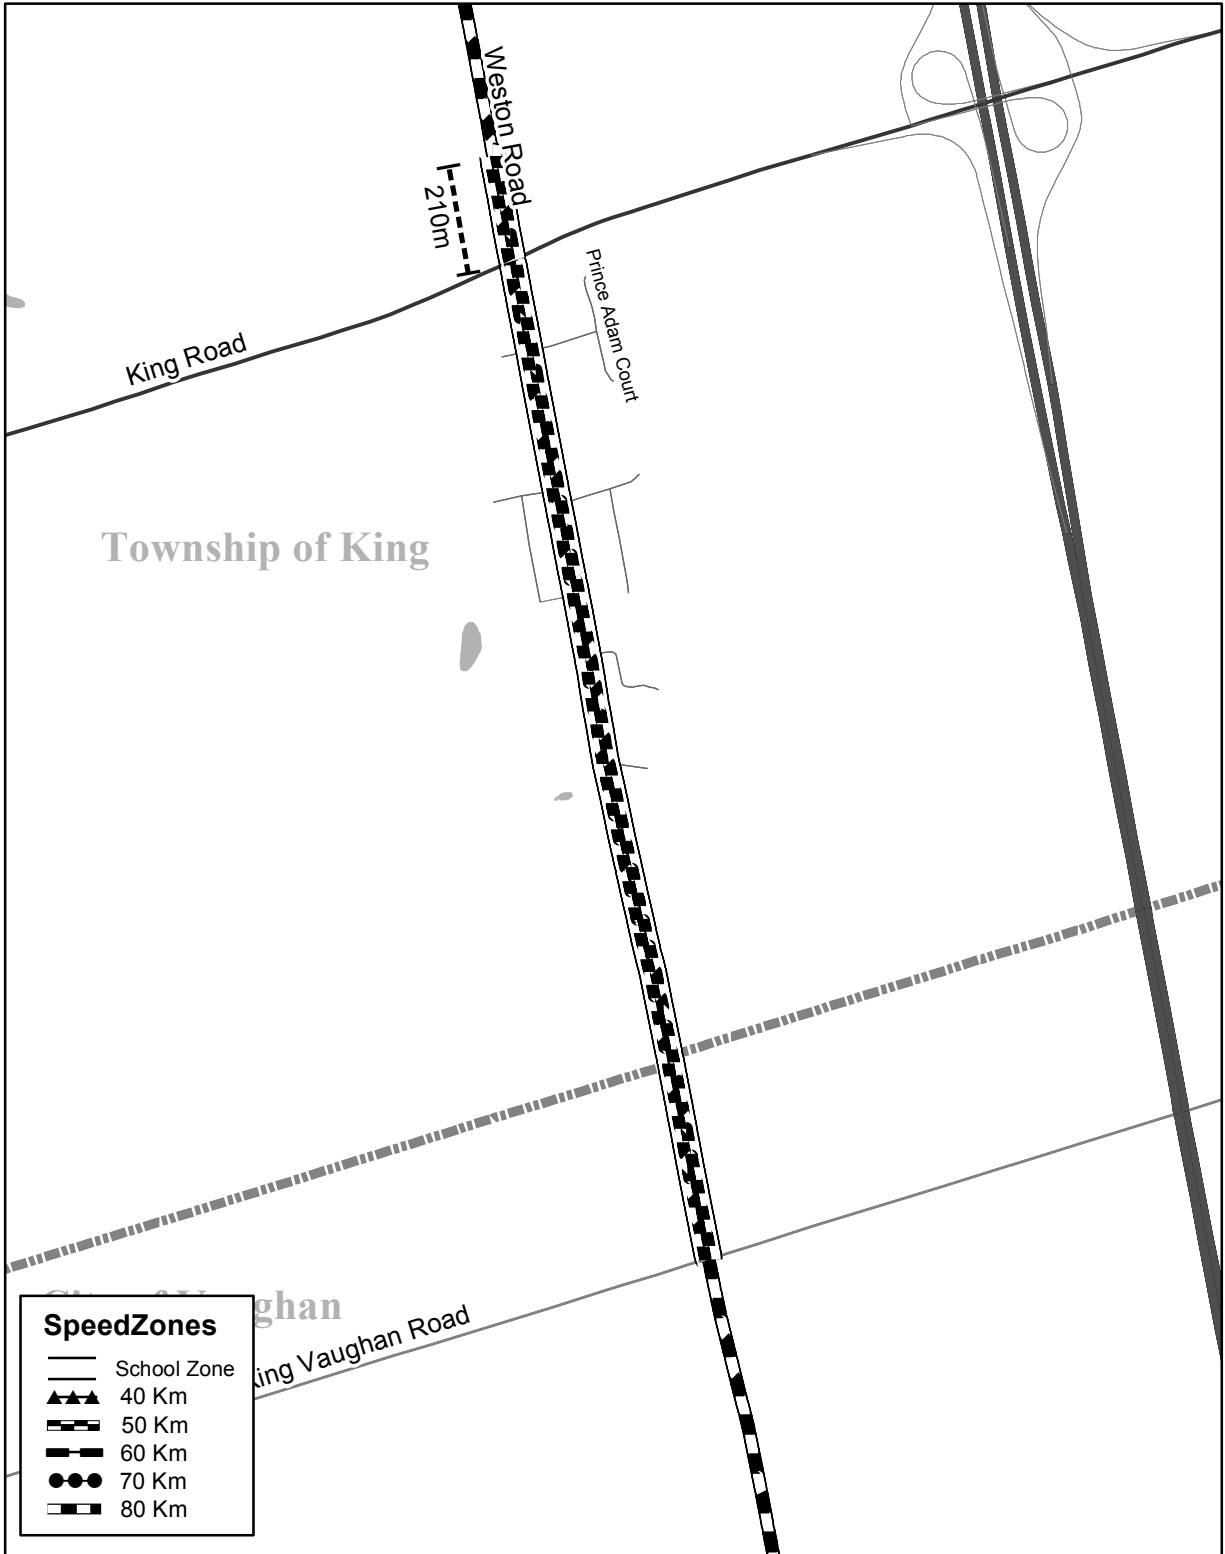 Weston Road
210m
Prince Adam Court
King Road
Township of King
ghan
King Vaughan Road
SpeedZones
School Zone
40 Km
50 Km
60 Km
70 Km
80 Km